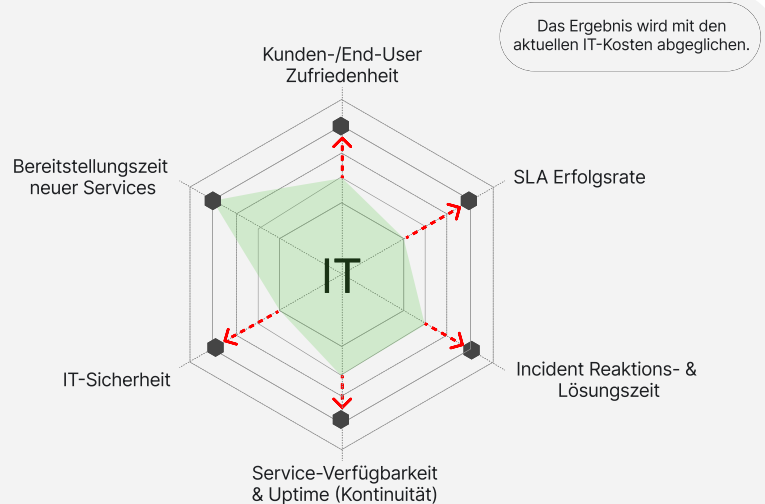 Das Ergebnis wird mit den
aktuellen IT-Kosten abgeglichen.
Kunden-/End-User
Zufriedenheit
Bereitstellungszeit
neuer Services
SLA Erfolgsrate
IT
IT-Sicherheit
Incident Reaktions- &
Lösungszeit
Service-Verfügbarkeit
& Uptime (Kontinuität)